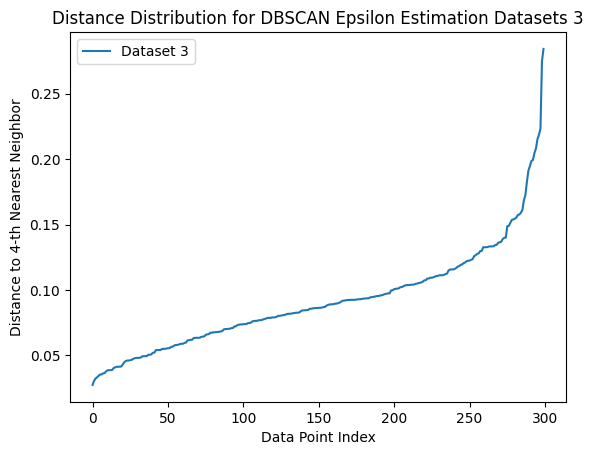 Distance Distribution for DBSCAN Epsilon Estimation Datasets 3
Dataset 3
Distance to 4-th Nearest Neighbor
0.25
0.20
0.15
0.10
0.05
0 50 100 150 200 250 300
Data Point Index